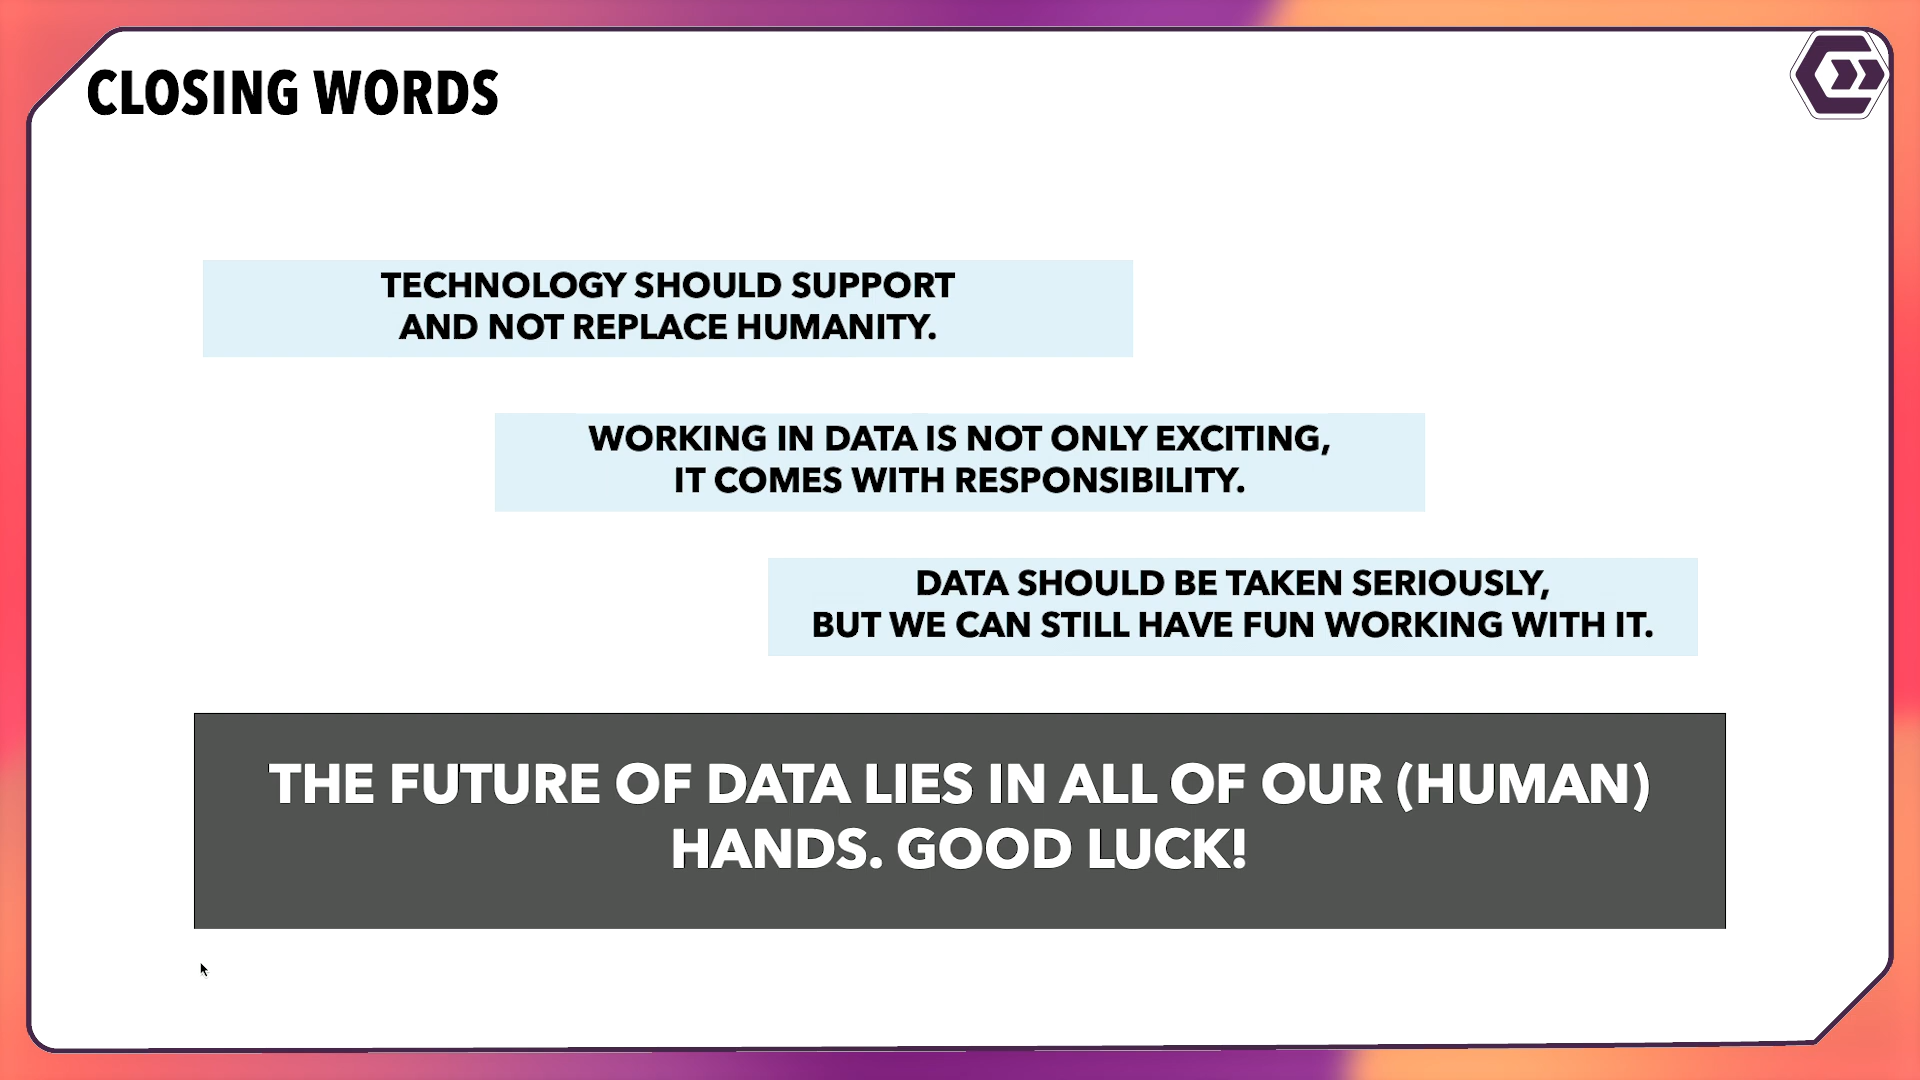 CLOSING WORDS
TECHNOLOGY SHOULD SUPPORT
AND NOT REPLACE HUMANITY.
WORKING IN DATA IS NOT ONLY EXCITING,
IT COMES WITH RESPONSIBILITY.
DATA SHOULD BE TAKEN SERIOUSLY,
BUT WE CAN STILL HAVE FUN WORKING WITH IT.
THE FUTURE OF DATA LIES IN ALL OF OUR (HUMAN)
HANDS. GOOD LUCK!